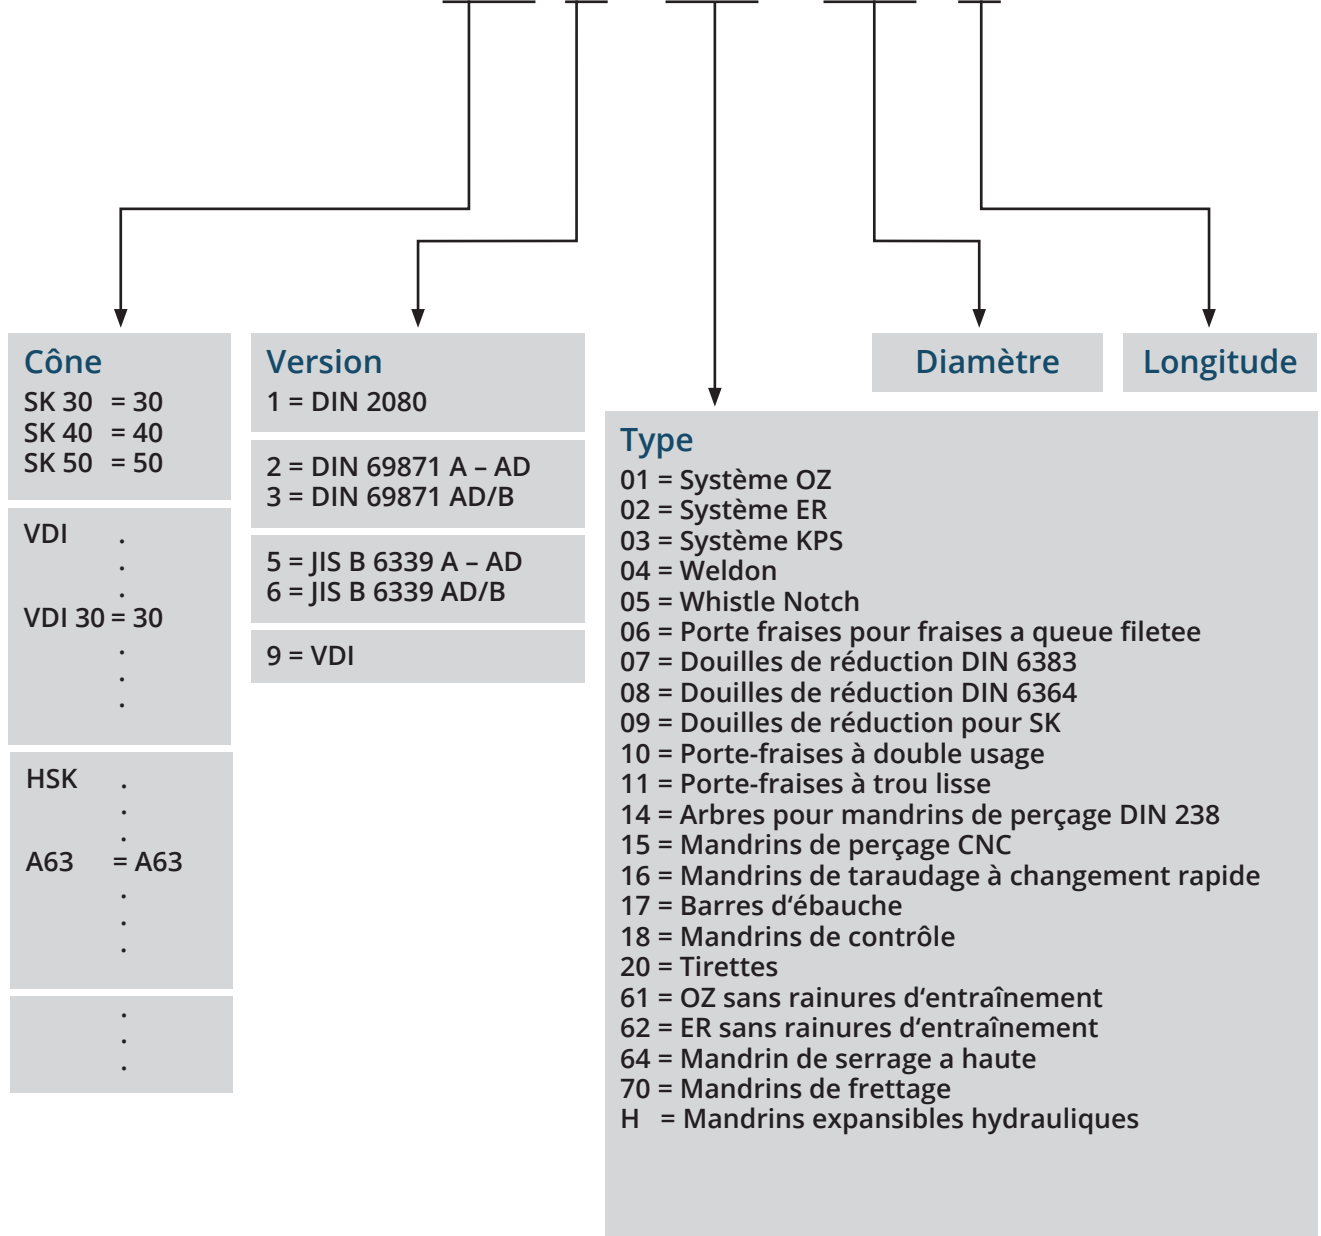 Cône
SK 30 = 30
SK 40 = 40
SK 50 = 50
VDI .
.
.
VDI 30 = 30
.
.
.
HSK .
.
.
A63 = A63
.
.
.
.
.
.
Version
1 = DIN 2080
2 = DIN 69871 A – AD
3 = DIN 69871 AD/B
5 = JIS B 6339 A – AD
6 = JIS B 6339 AD/B
9 = VDI
Type
01 = Système OZ
02 = Système ER
03 = Système KPS
04 = Weldon
05 = Whistle Notch
06 = Porte fraises pour fraises a queue filetee
07 = Douilles de réduction DIN 6383
08 = Douilles de réduction DIN 6364
09 = Douilles de réduction pour SK
10 = Porte-fraises à double usage
11 = Porte-fraises à trou lisse
14 = Arbres pour mandrins de perçage DIN 238
15 = Mandrins de perçage CNC
16 = Mandrins de taraudage à changement rapide
17 = Barres d‘ébauche
18 = Mandrins de contrôle
20 = Tirettes
61 = OZ sans rainures d‘entraînement
62 = ER sans rainures d‘entraînement
64 = Mandrin de serrage a haute
70 = Mandrins de frettage
H = Mandrins expansibles hydrauliques
Diamètre
Longitude